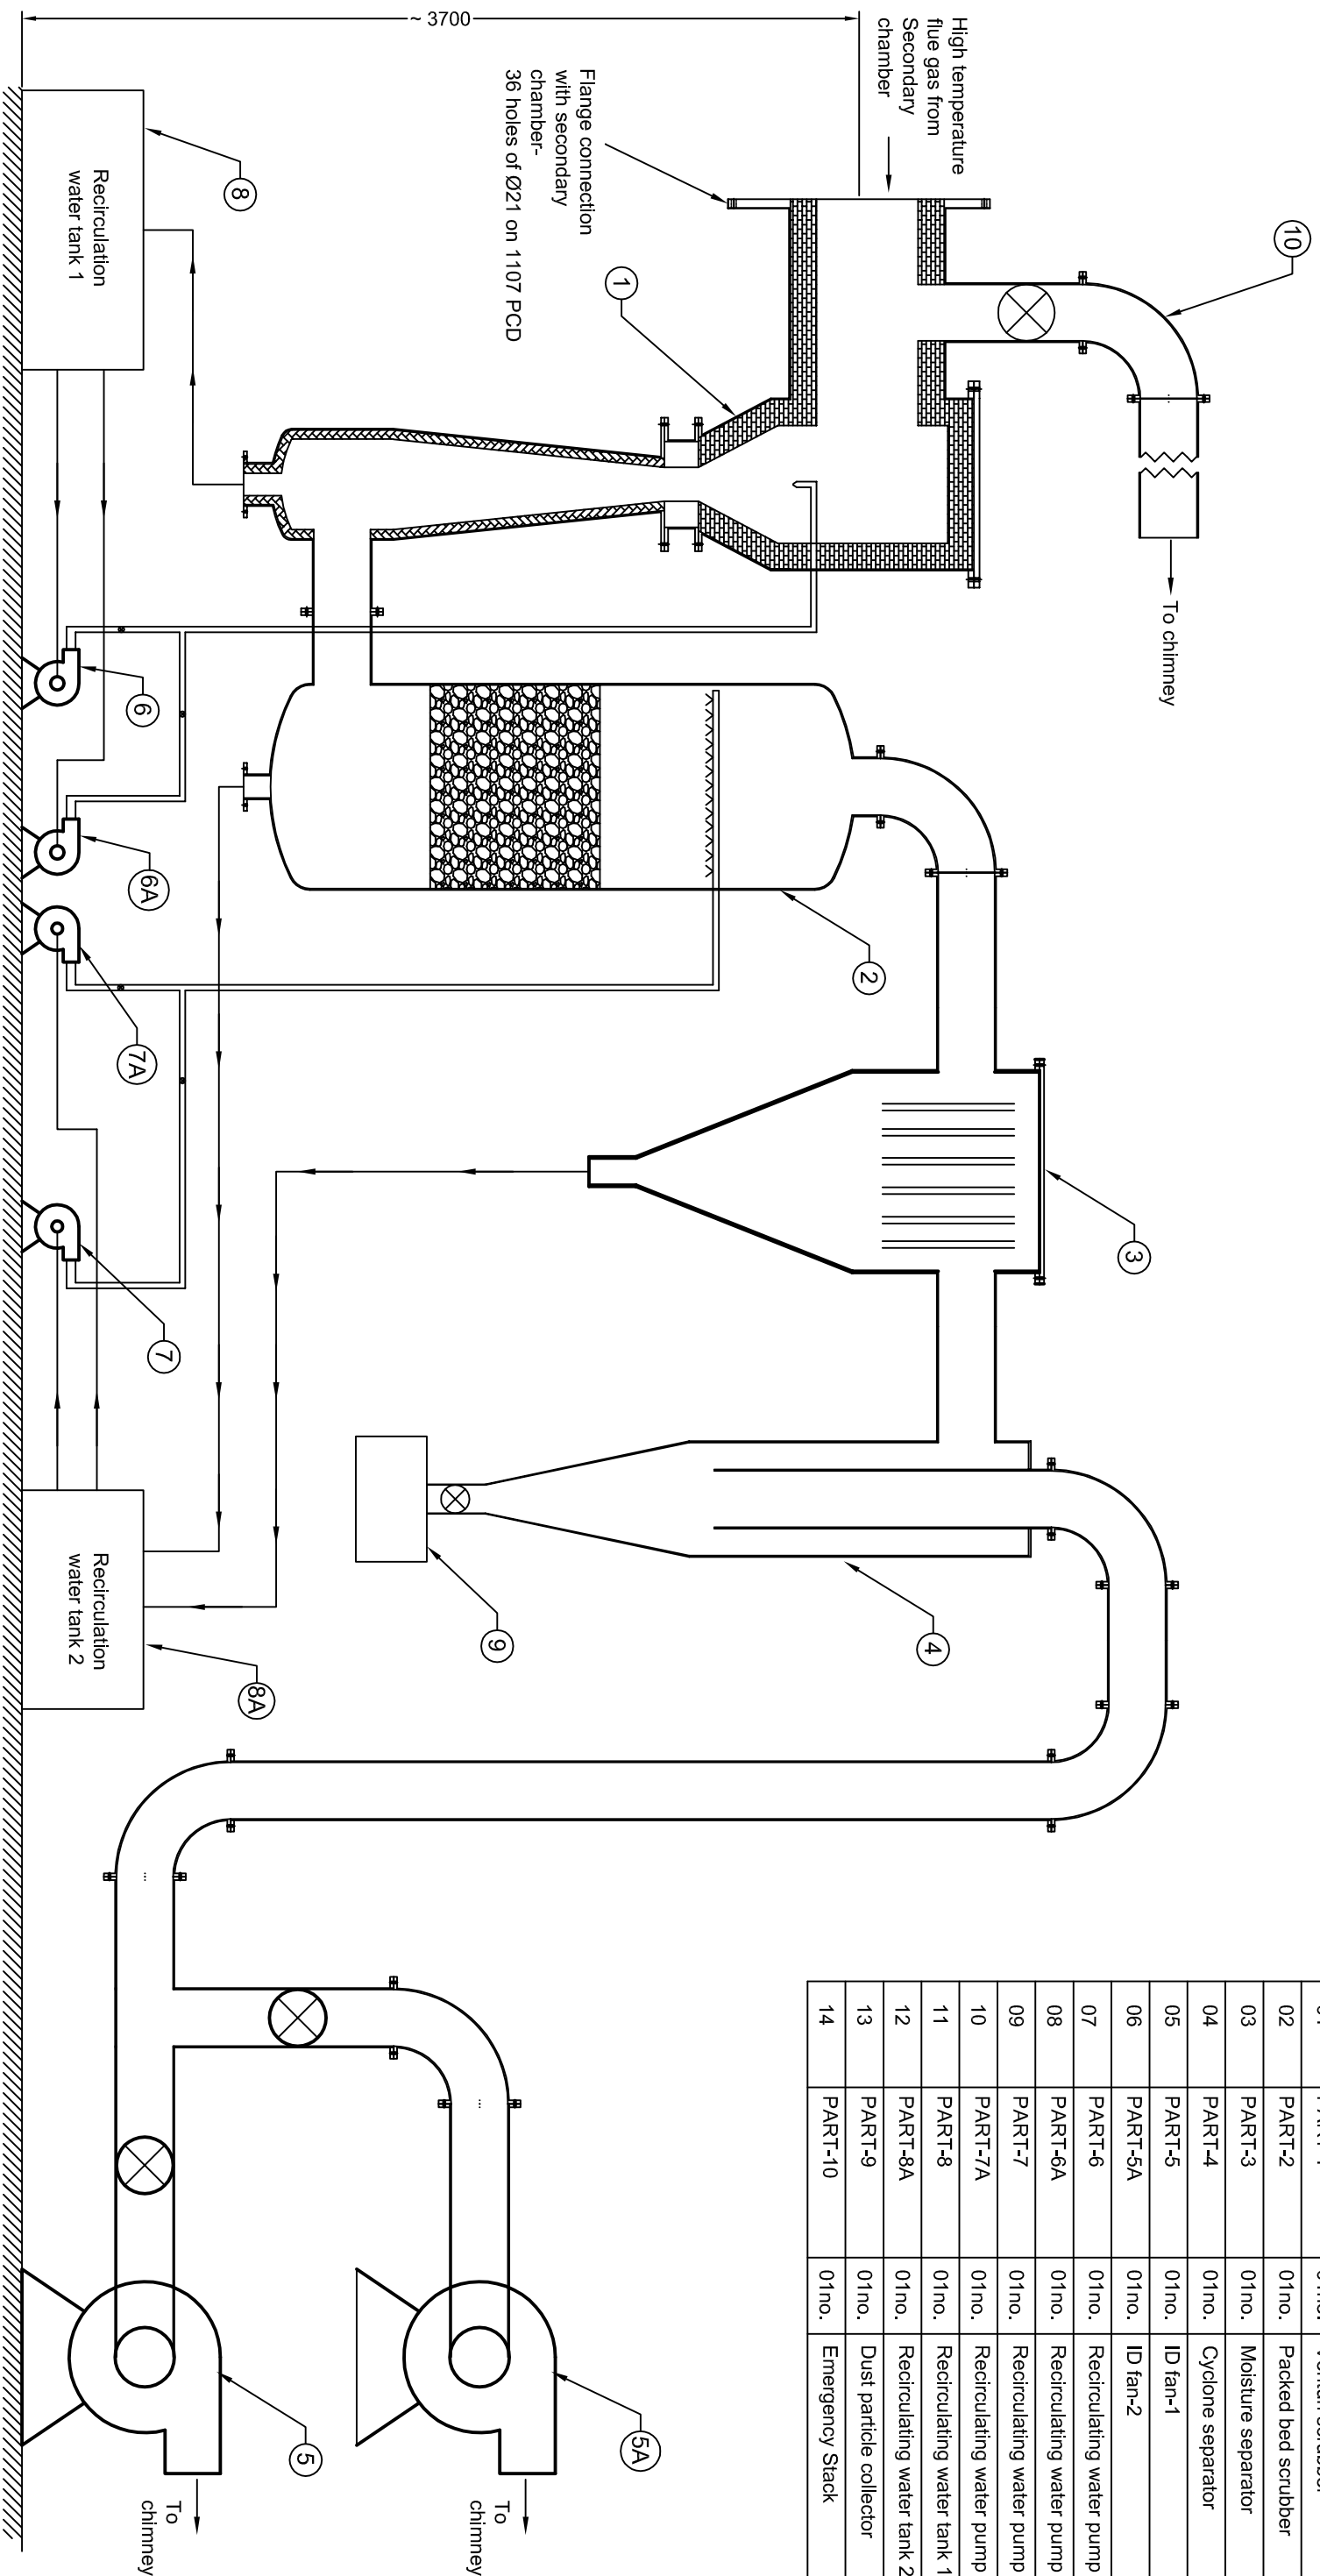 10
To chimney
High temperature
flue gas from
Secondary
chamber
Flange connection
with secondary
chamber-
36 holes of Ø21 on 1107 PCD
1
~ 3700
2
3
4
9
8
6
6A
7A
7
8A
Recirculation
water tank 1
Recirculation
water tank 2
5A
To
chimney
5
To
chimney
02 PART-2 01no. Packed bed scrubber
03 PART-3 01no. Moisture separator
04 PART-4 01no. Cyclone separator
05 PART-5 01no. ID fan-1
06 PART-5A 01no. ID fan-2
07 PART-6 01no. Recirculating water pump
08 PART-6A 01no. Recirculating water pump
09 PART-7 01no. Recirculating water pump
10 PART-7A 01no. Recirculating water pump
11 PART-8 01no. Recirculating water tank 1
12 PART-8A 01no. Recirculating water tank 2
13 PART-9 01no. Dust particle collector
14 PART-10 01no. Emergency Stack